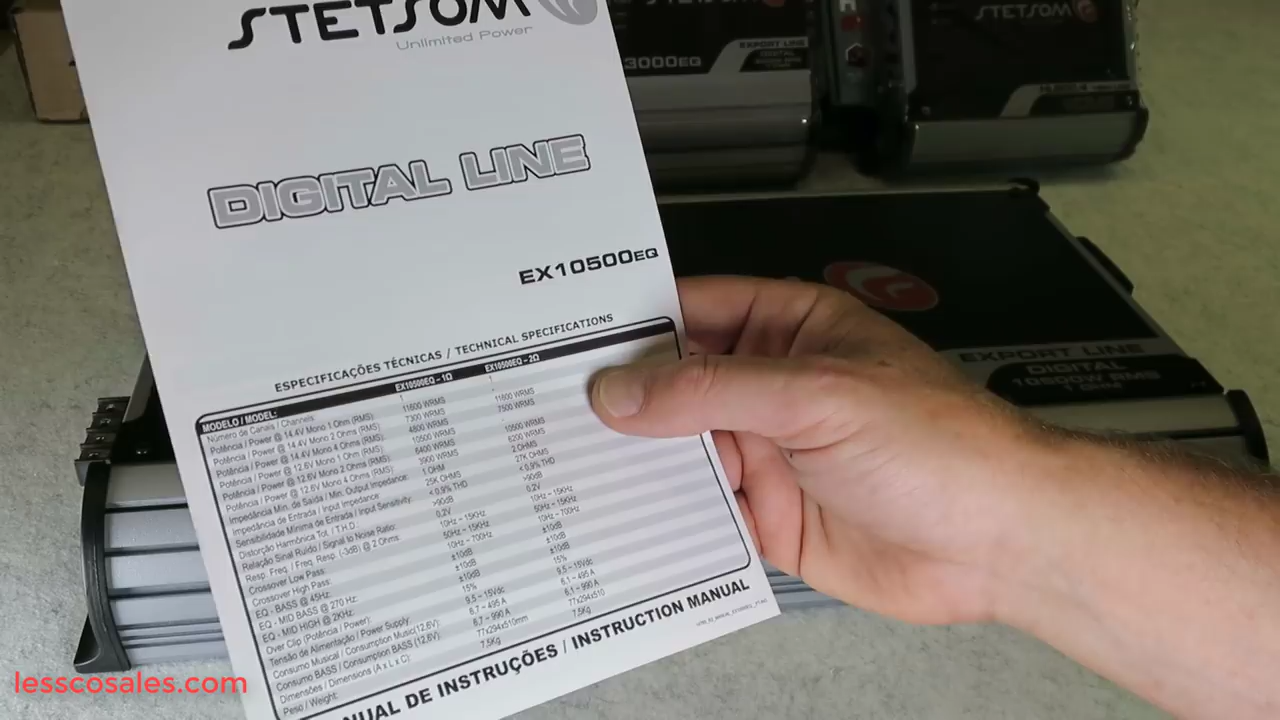 STETSOM
Unlimited Power
DIGITAL LINE
EX10500EQ
ESPECIFICAÇÕES TÉCNICAS / TECHNICAL SPECIFICATIONS
MODELO / MODEL: EX10500EQ - 1Ω EX10500EQ - 2Ω
Número de Canais / Channels: 1 1
Potência / Power @ 14.4V Mono 1 Ohm (RMS): 11600 WRMS -
Potência / Power @ 14.4V Mono 2 Ohms (RMS): 7300 WRMS 11600 WRMS
Potência / Power @ 14.4V Mono 4 Ohms (RMS): 4800 WRMS 7500 WRMS
Potência / Power @ 12.6V Mono 1 Ohm (RMS): 10500 WRMS -
Potência / Power @ 12.6V Mono 2 Ohms (RMS): 6400 WRMS 10500 WRMS
Potência / Power @ 12.6V Mono 4 Ohms (RMS): 3900 WRMS 6200 WRMS
Impedância Min. de Saída / Min. Output Impedance: 1 OHM 2 OHMS
Impedância de Entrada / Input Impedance: 25K OHMS 27K OHMS
Sensibilidade Mínima de Entrada / Input Sensitivity:
Distorção Harmônica Tot. / T.H.D.: < 0.9% THD < 0.9% THD
Relação Sinal Ruído / Signal to Noise Ratio: >90dB >90dB
0.2V 0.2V
Resp. Freq. / Freq. Resp. (-3dB) @ 2 Ohms: 10Hz ~ 15KHz 10Hz ~ 15KHz
Crossover Low Pass: 50Hz ~ 15KHz 50Hz ~ 15KHz
Crossover High Pass: 10Hz ~ 700Hz 10Hz ~ 700Hz
EQ - BASS @ 45Hz: ±10dB ±10dB
EQ - MID BASS @ 270 Hz: ±10dB ±10dB
EQ - MID HIGH @ 2KHz: ±10dB ±10dB
Over Clip (Potência / Power): 15% 15%
Tensão de Alimentação / Power Supply: 9.5 ~ 15Vdc 9.5 ~ 15Vdc
Consumo Musical / Consumption Music (12.6V): 6.7 ~ 495 A 6.1 ~ 495 A
Consumo BASS / Consumption BASS (12.6V): 6.7 ~ 990 A 6.1 ~ 990 A
Dimensões / Dimensions (A x L x C): 77x294x510mm 77x294x510
Peso / Weight: 7,5Kg 7,5Kg
NUAL DE INSTRUÇÕES / INSTRUCTION MANUAL
STETSOM
3000EQ
EXPORT LINE
DIGITAL
STETSOM
EXPORT LINE
DIGITAL
10500W RMS
1 OHM
lesscosales.com